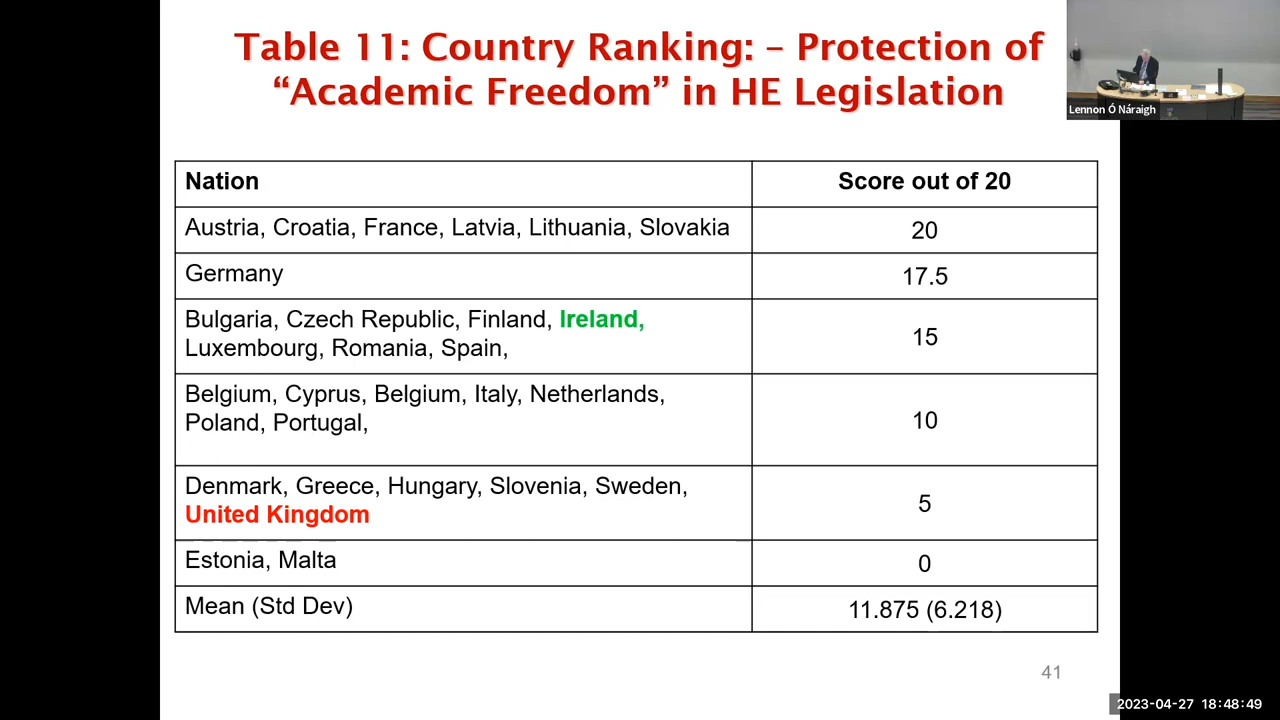 Table 11: Country Ranking: – Protection of
“Academic Freedom” in HE Legislation
Lennon Ó Náraigh
Nation
Score out of 20
Austria, Croatia, France, Latvia, Lithuania, Slovakia
20
Germany
17.5
Bulgaria, Czech Republic, Finland, Ireland,
Luxembourg, Romania, Spain,
15
Belgium, Cyprus, Belgium, Italy, Netherlands,
Poland, Portugal,
10
Denmark, Greece, Hungary, Slovenia, Sweden,
United Kingdom
5
Estonia, Malta
0
Mean (Std Dev)
11.875 (6.218)
41
2023-04-27 18:48:49